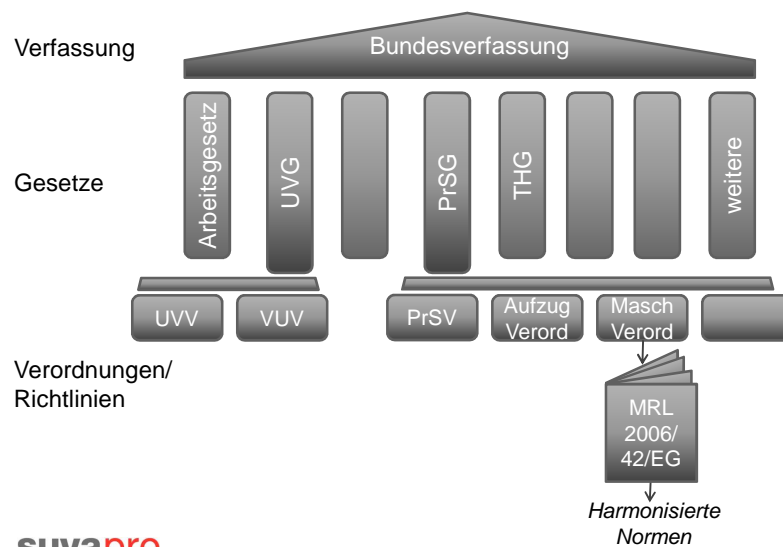 Verfassung
Bundesverfassung
Gesetze
Arbeitsgesetz
UVG
PrSG
THG
weitere
UVV
VUV
PrSV
Aufzug
Verord
Masch
Verord
Verordnungen/
Richtlinien
MRL
2006/
42/EG
Harmonisierte
Normen
suvapro